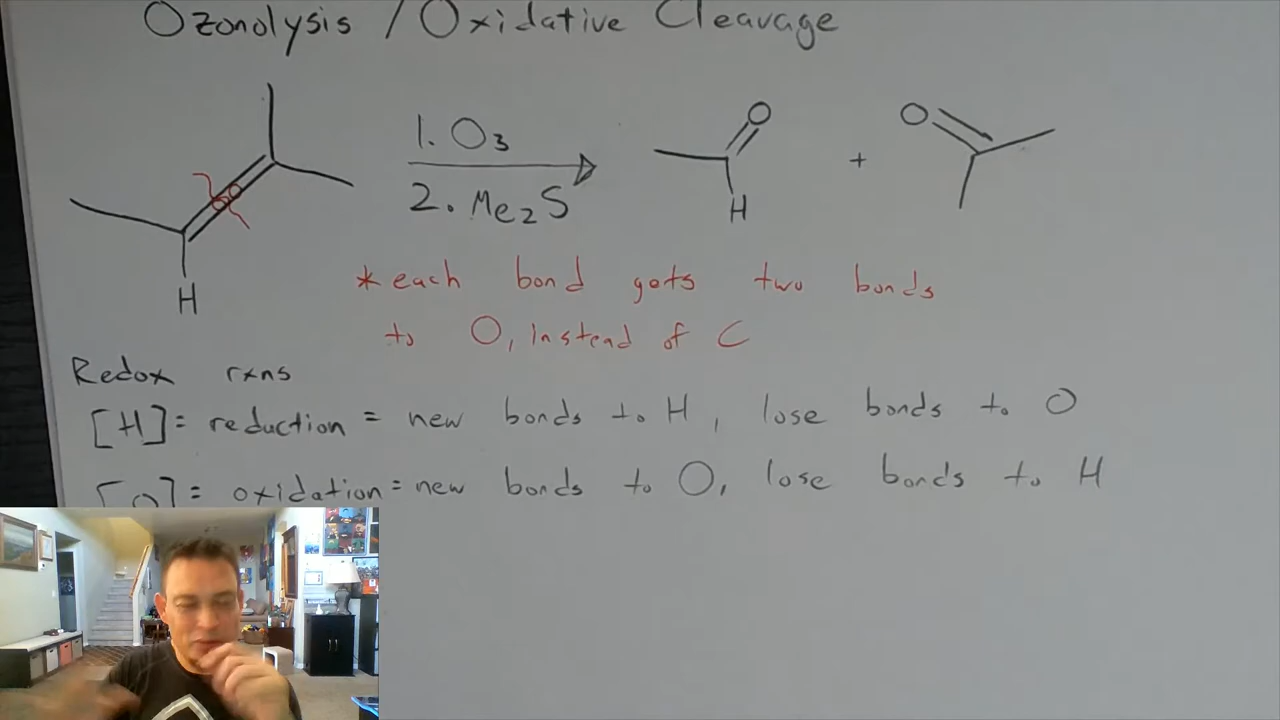 Ozonolysis / Oxidative Cleavage
1. O₃
2. Me₂S
O
O
+
H
H
*each bond gets two bonds
to O, instead of C
Redox rxns
[H] = reduction = new bonds to H, lose bonds to O
[O] = oxidation = new bonds to O, lose bonds to H